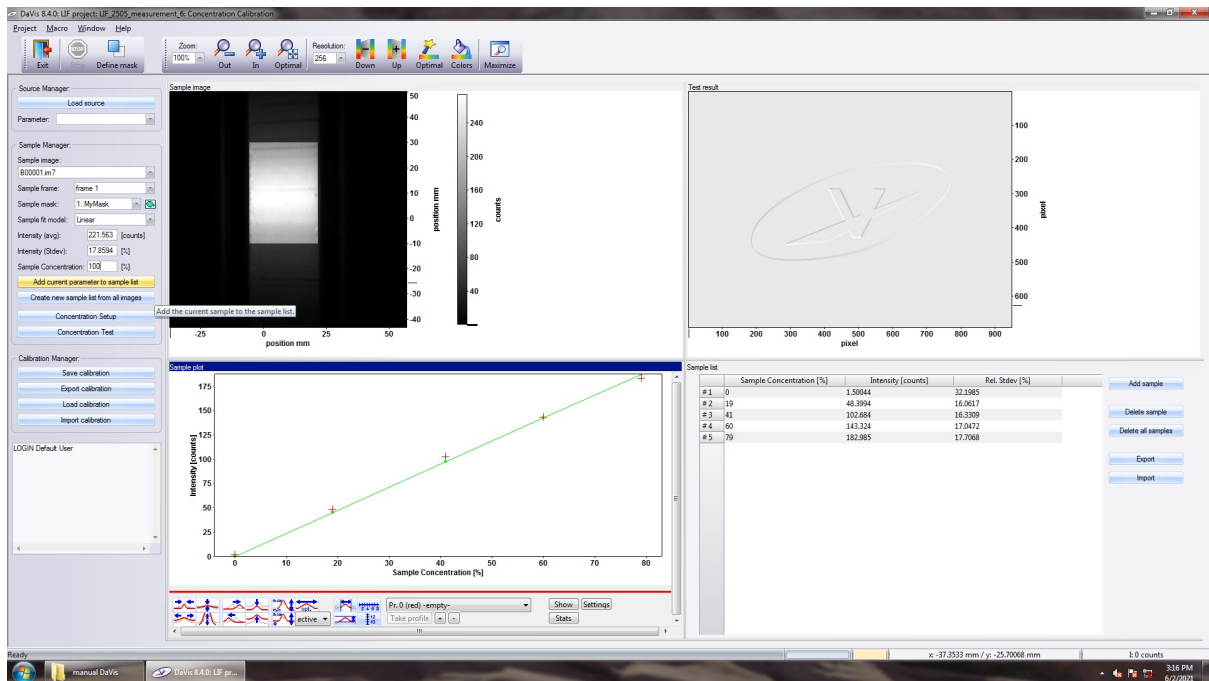 DaVis 8.4.0: LIF project: LIF_2505_measurement_6: Concentration Calibration
Project Macro Window Help
Exit Stop Define mask
Zoom:
100%
Out In Optimal
Resolution:
256
Down Up Optimal Colors Maximize
Source Manager:
Load source
Parameter:
Sample Manager:
Sample image:
B00001.im7
Sample frame: frame 1
Sample mask: 1: MyMask
Sample fit model: Linear
Intensity (avg): 221.563 [counts]
Intensity (Stdev): 17.8594 [%]
Sample Concentration: 100 [%]
Add current parameter to sample list
Create new sample list from all images
Add the current sample to the sample list.
Concentration Setup
Concentration Test
Calibration Manager:
Save calibration
Export calibration
Load calibration
Import calibration
LOGIN Default User
Sample image
50
40
30
20
10
0
-10
-20
-30
-40
position mm
-25 0 25 50
position mm
240
200
160
120
80
40
counts
Test result
100
200
300
400
500
600
pixel
100 200 300 400 500 600 700 800 900
pixel
Sample plot
175
150
125
100
75
50
25
0
Intensity [counts]
0 10 20 30 40 50 60 70 80
Sample Concentration [%]
active
Pr. 0 (red) -empty-
Take profile + -
Show Settings
Stats
Sample list
Sample Concentration [%] Intensity [counts] Rel. Stdev [%]
# 1 0 1.50044 32.1985
# 2 19 48.3994 16.0617
# 3 41 102.684 16.3309
# 4 60 143.324 17.0472
# 5 79 182.985 17.7068
Add sample
Delete sample
Delete all samples
Export
Import
Ready
x: -37.3533 mm / y: -25.70068 mm
I: 0 counts
manual DaVis
DaVis 8.4.0: LIF pr...
3:16 PM
6/2/2021